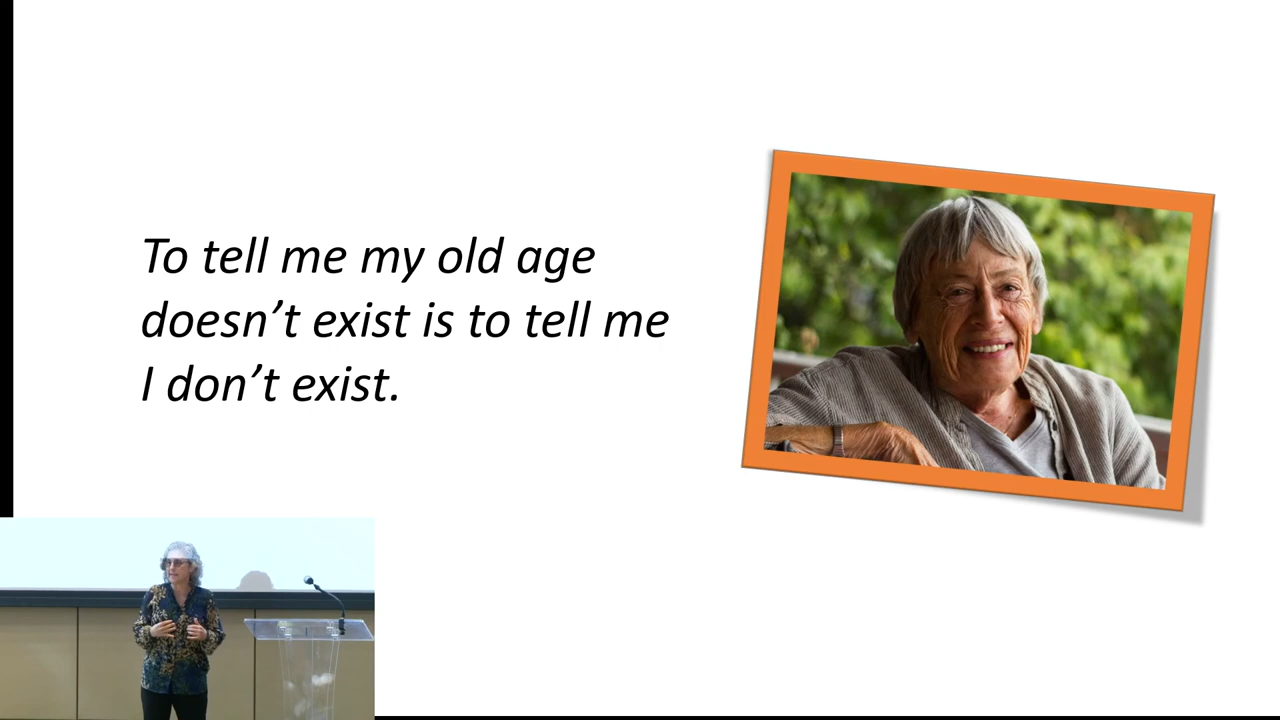 To tell me my old age
doesn’t exist is to tell me
I don’t exist.